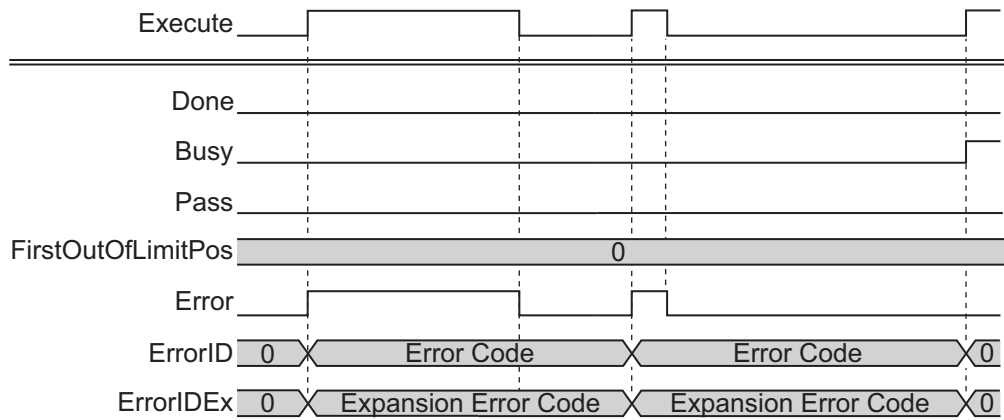 Execute
Done
Busy
Pass
FirstOutOfLimitPos 0
Error
ErrorID 0 Error Code Error Code 0
ErrorIDEx 0 Expansion Error Code Expansion Error Code 0